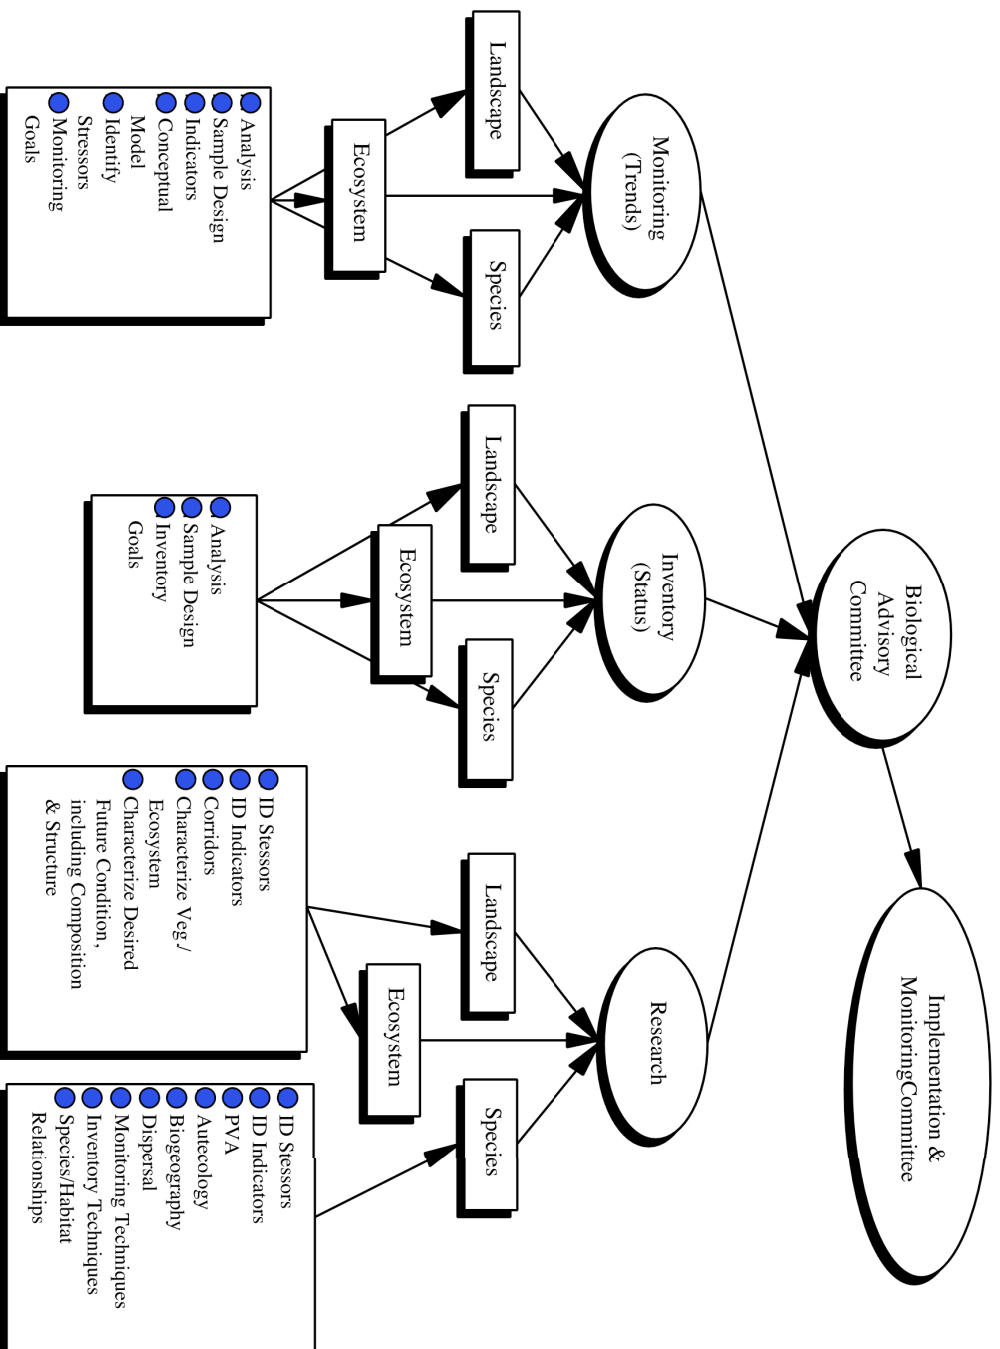 Implementation &
MonitoringCommittee
Biological
Advisory
Committee
Monitoring
(Trends)
Inventory
(Status)
Research
Landscape
Species
Ecosystem
Landscape
Species
Ecosystem
Landscape
Species
Ecosystem
Analysis
Sample Design
Indicators
Conceptual
Model
Identify
Stressors
Monitoring
Goals
Analysis
Sample Design
Inventory
Goals
ID Stessors
ID Indicators
Corridors
Characterize Veg./
Ecosystem
Characterize Desired
Future Condition,
including Composition
& Structure
ID Stessors
ID Indicators
PVA
Autecology
Biogeography
Dispersal
Monitoring Techniques
Inventory Techniques
Species/Habitat
Relationships